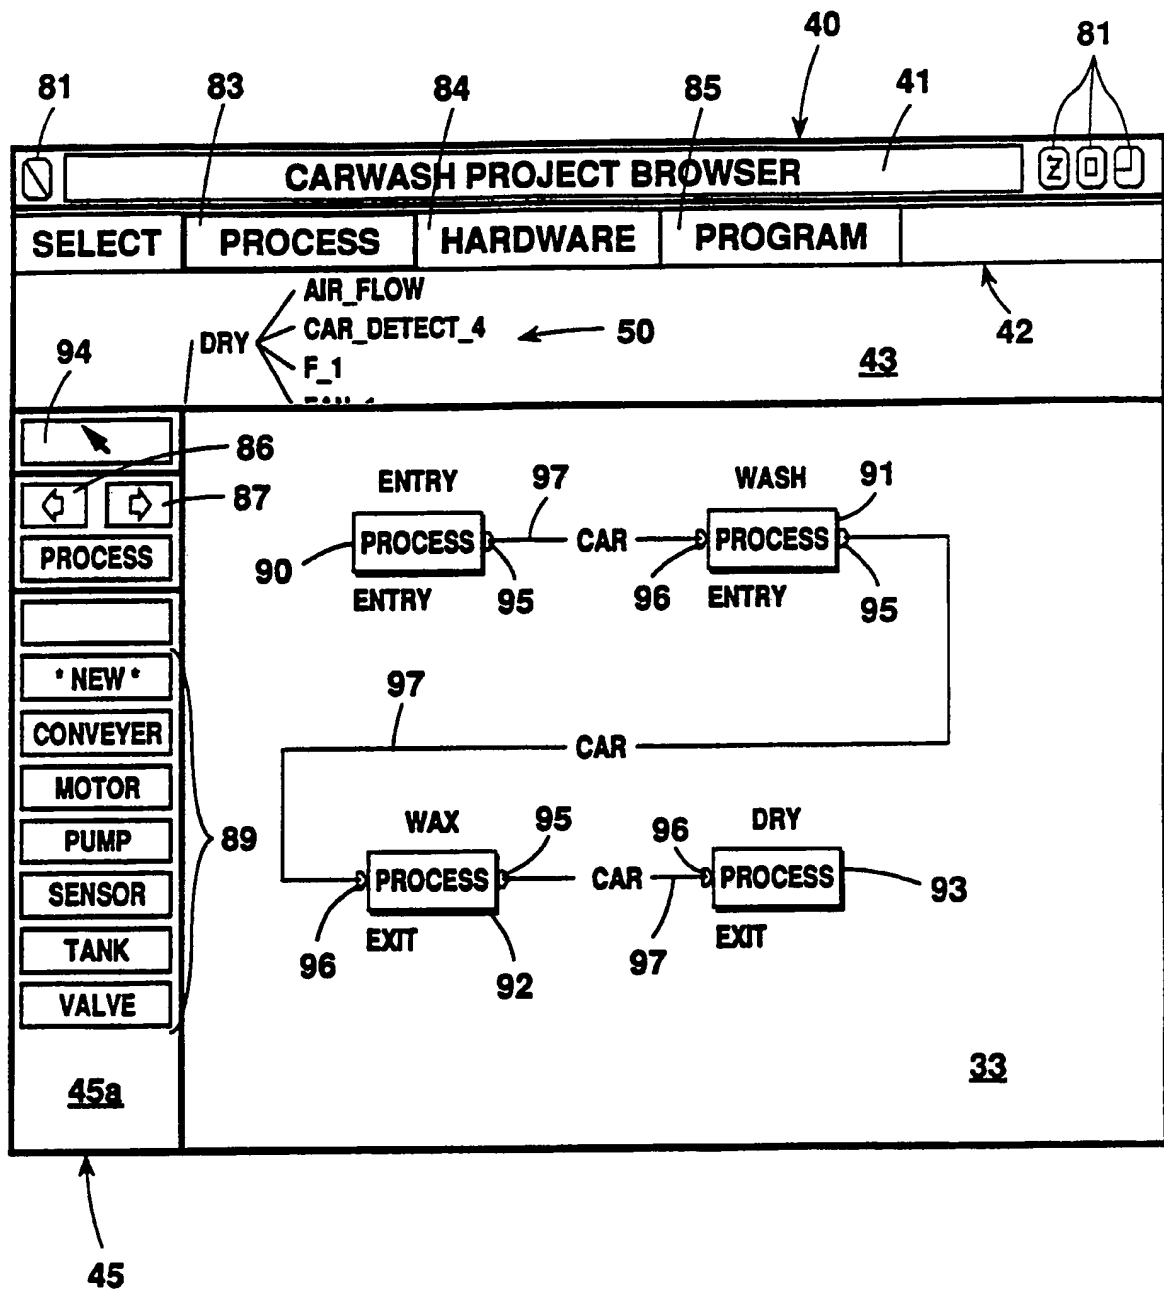 40
81
81
83
84
85
41
CARWASH PROJECT BROWSER
Z
SELECT PROCESS HARDWARE PROGRAM
AIR_FLOW
DRY
CAR_DETECT_4
50
42
F_1
43
94
86
87
PROCESS
* NEW *
CONVEYER
MOTOR
PUMP
SENSOR
TANK
VALVE
89
45a
45
ENTRY
97
WASH
91
PROCESS
CAR
PROCESS
90
95
96
95
ENTRY
ENTRY
97
CAR
WAX
95
96
DRY
PROCESS
CAR
PROCESS
93
96
EXIT
92
97
EXIT
33